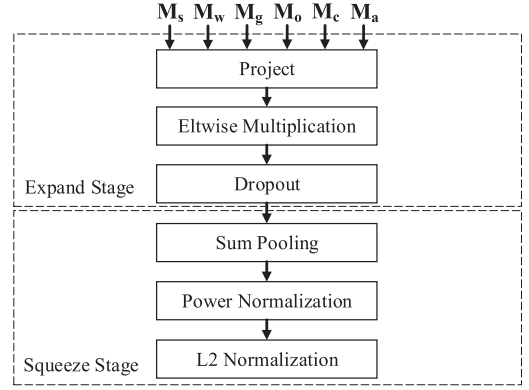 Ms Mw Mg Mo Mc Ma
Project
Eltwise Multiplication
Dropout
Expand Stage
Sum Pooling
Power Normalization
L2 Normalization
Squeeze Stage